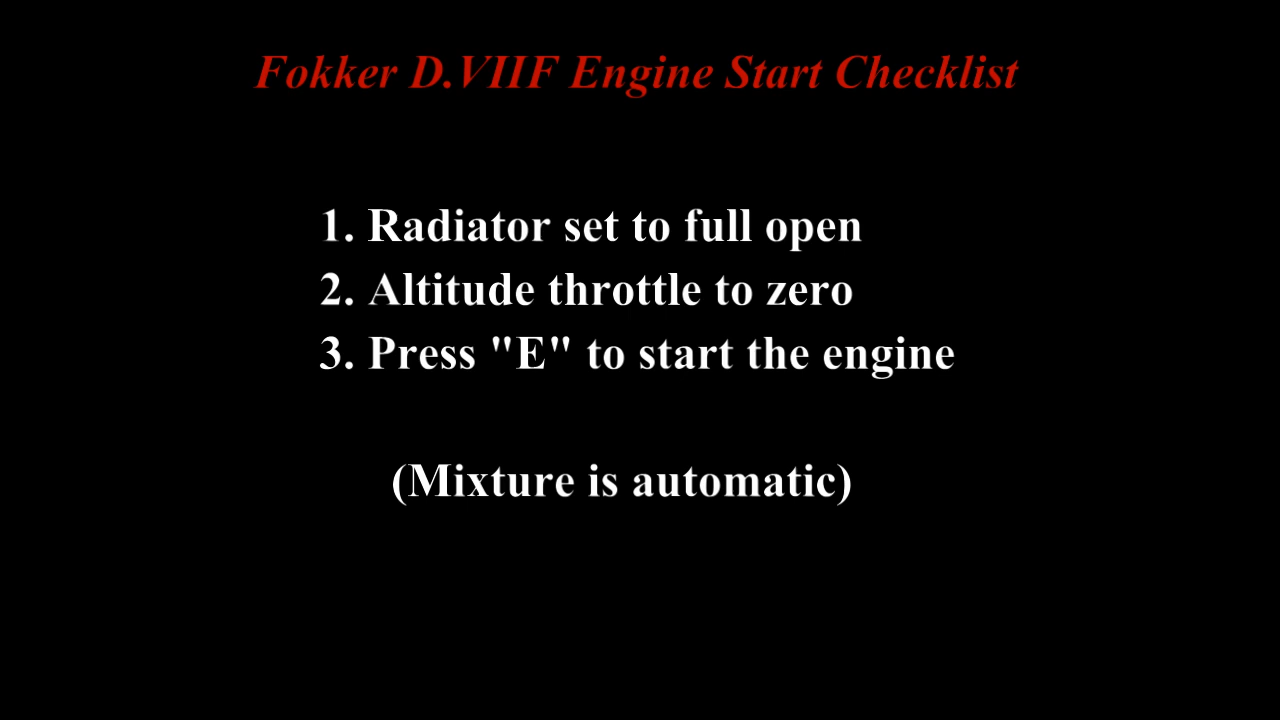 Fokker D.VIIF Engine Start Checklist
1. Radiator set to full open
2. Altitude throttle to zero
3. Press "E" to start the engine
(Mixture is automatic)